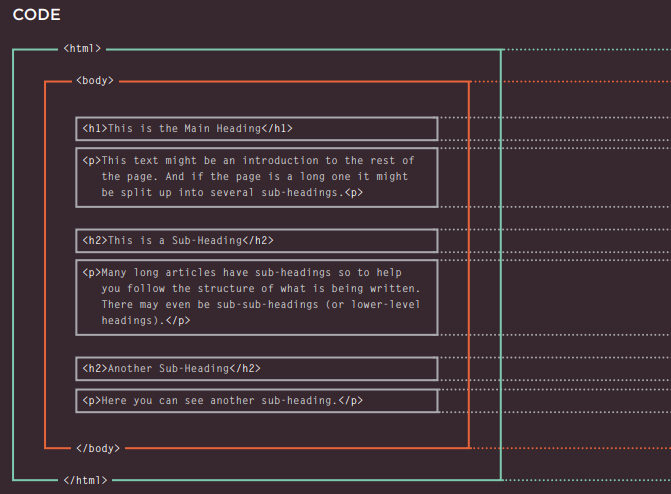 CODE
<html>
<body>
<h1>This is the Main Heading</h1>
<p>This text might be an introduction to the rest of
the page. And if the page is a long one it might
be split up into several sub-headings.<p>
<h2>This is a Sub-Heading</h2>
<p>Many long articles have sub-headings so to help
you follow the structure of what is being written.
There may even be sub-sub-headings (or lower-level
headings).</p>
<h2>Another Sub-Heading</h2>
<p>Here you can see another sub-heading.</p>
</body>
</html>